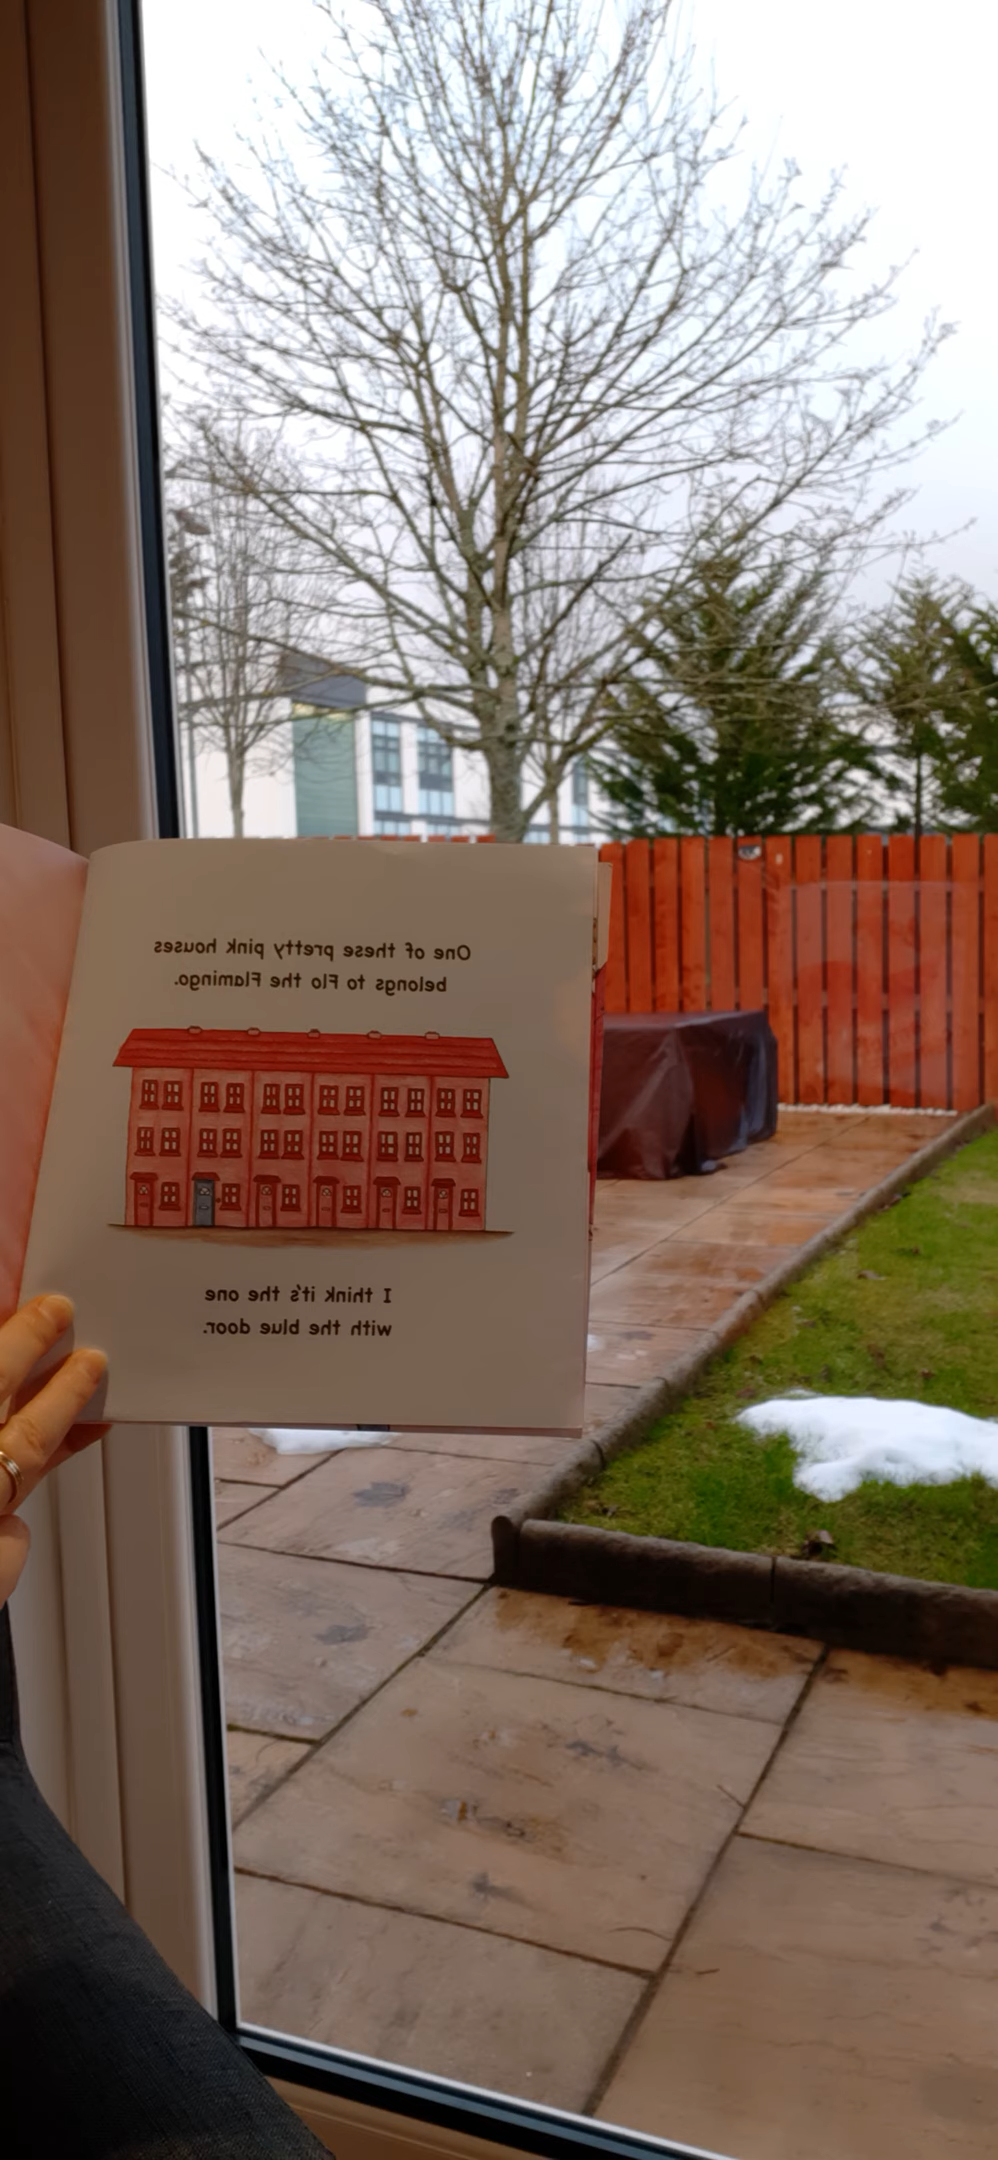 One of these pretty pink houses
belongs to Flo the Flamingo.
I think it's the one
with the blue door.